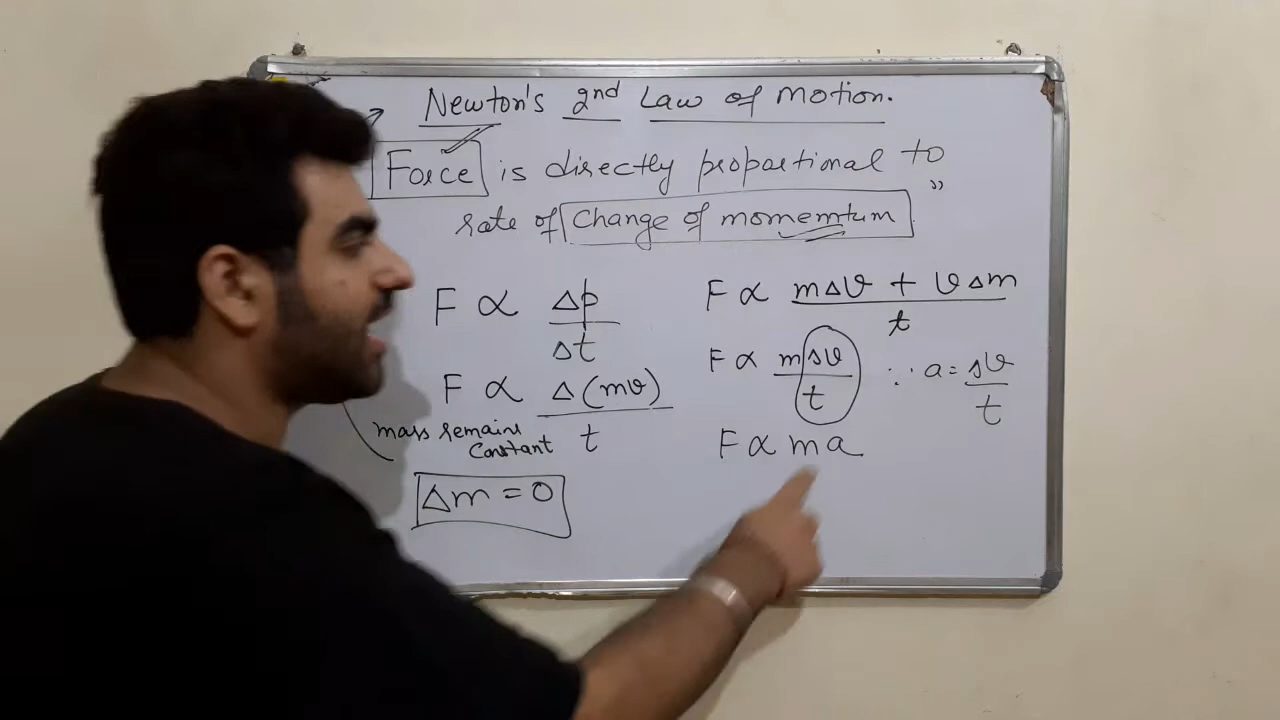 Newton's 2nd Law of motion.
Force is directly proportional to
rate of Change of momemtum "
F ∝ Δp/Δt
F ∝ Δ(mv)/t
mass remains
Constant
Δm = 0
F ∝ mΔv + vΔm/t
F ∝ mΔv/t ∵ a = Δv/t
F ∝ ma